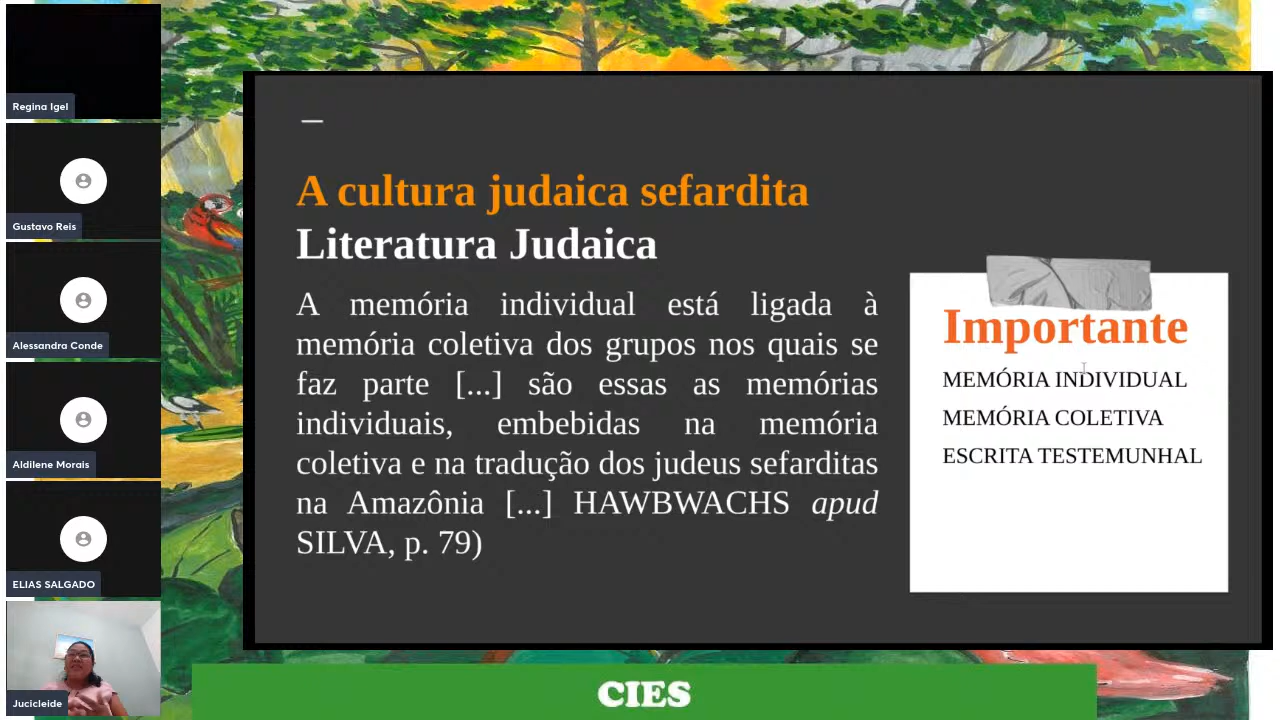 Regina Igel
Gustavo Reis
Alessandra Conde
Aldilene Morais
ELIAS SALGADO
Jucicleide
A cultura judaica sefardita
Literatura Judaica
A memória individual está ligada à
memória coletiva dos grupos nos quais se
faz parte [...] são essas as memórias
individuais, embebidas na memória
coletiva e na tradução dos judeus sefarditas
na Amazônia [...] HAWBWACHS apud
SILVA, p. 79)
Importante
MEMÓRIA INDIVIDUAL
MEMÓRIA COLETIVA
ESCRITA TESTEMUNHAL
CIES